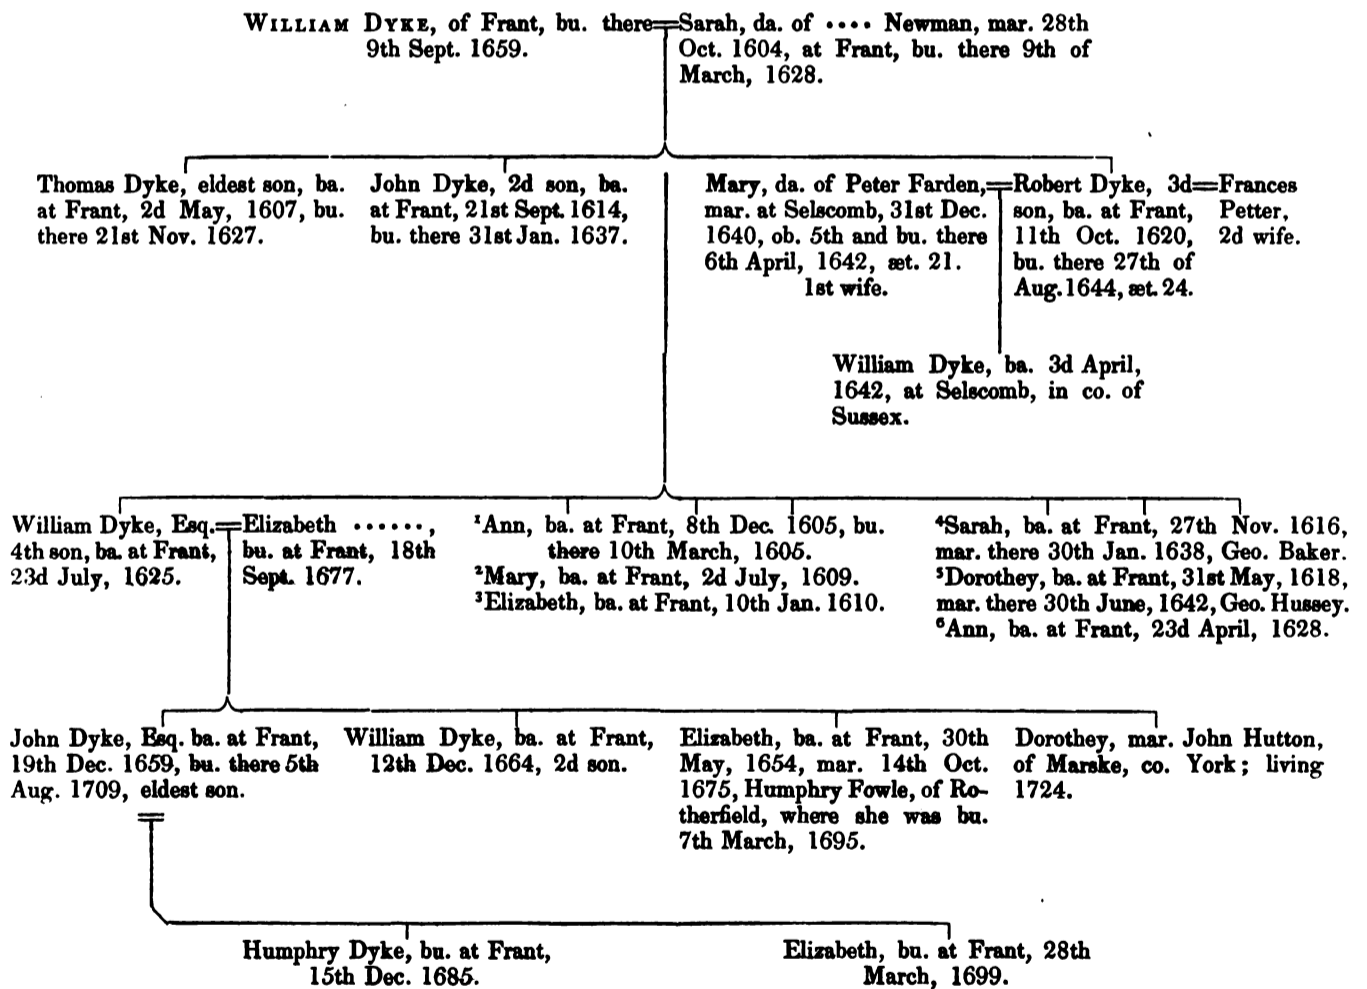 WILLIAM DYKE, of Frant, bu. there
9th Sept. 1659.
Sarah, da. of •••• Newman, mar. 28th
Oct. 1604, at Frant, bu. there 9th of
March, 1628.
Thomas Dyke, eldest son, ba.
at Frant, 2d May, 1607, bu.
there 21st Nov. 1627.
John Dyke, 2d son, ba.
at Frant, 21st Sept. 1614,
bu. there 31st Jan. 1637.
Mary, da. of Peter Farden,
mar. at Selscomb, 31st Dec.
1640, ob. 5th and bu. there
6th April, 1642, æt. 21.
1st wife.
Robert Dyke, 3d
son, ba. at Frant,
11th Oct. 1620,
bu. there 27th of
Aug. 1644, æt. 24.
Frances
Petter,
2d wife.
William Dyke, ba. 3d April,
1642, at Selscomb, in co. of
Sussex.
William Dyke, Esq.
4th son, ba. at Frant,
23d July, 1625.
Elizabeth ••••••,
bu. at Frant, 18th
Sept. 1677.
¹Ann, ba. at Frant, 8th Dec. 1605, bu.
there 10th March, 1605.
²Mary, ba. at Frant, 2d July, 1609.
³Elizabeth, ba. at Frant, 10th Jan. 1610.
⁴Sarah, ba. at Frant, 27th Nov. 1616,
mar. there 30th Jan. 1638, Geo. Baker.
⁵Dorothey, ba. at Frant, 31st May, 1618,
mar. there 30th June, 1642, Geo. Hussey.
⁶Ann, ba. at Frant, 23d April, 1628.
John Dyke, Esq. ba. at Frant,
19th Dec. 1659, bu. there 5th
Aug. 1709, eldest son.
William Dyke, ba. at Frant,
12th Dec. 1664, 2d son.
Elizabeth, ba. at Frant, 30th
May, 1654, mar. 14th Oct.
1675, Humphry Fowle, of Ro-
therfield, where she was bu.
7th March, 1695.
Dorothey, mar. John Hutton,
of Marske, co. York; living
1724.
Humphry Dyke, bu. at Frant,
15th Dec. 1685.
Elizabeth, bu. at Frant, 28th
March, 1699.